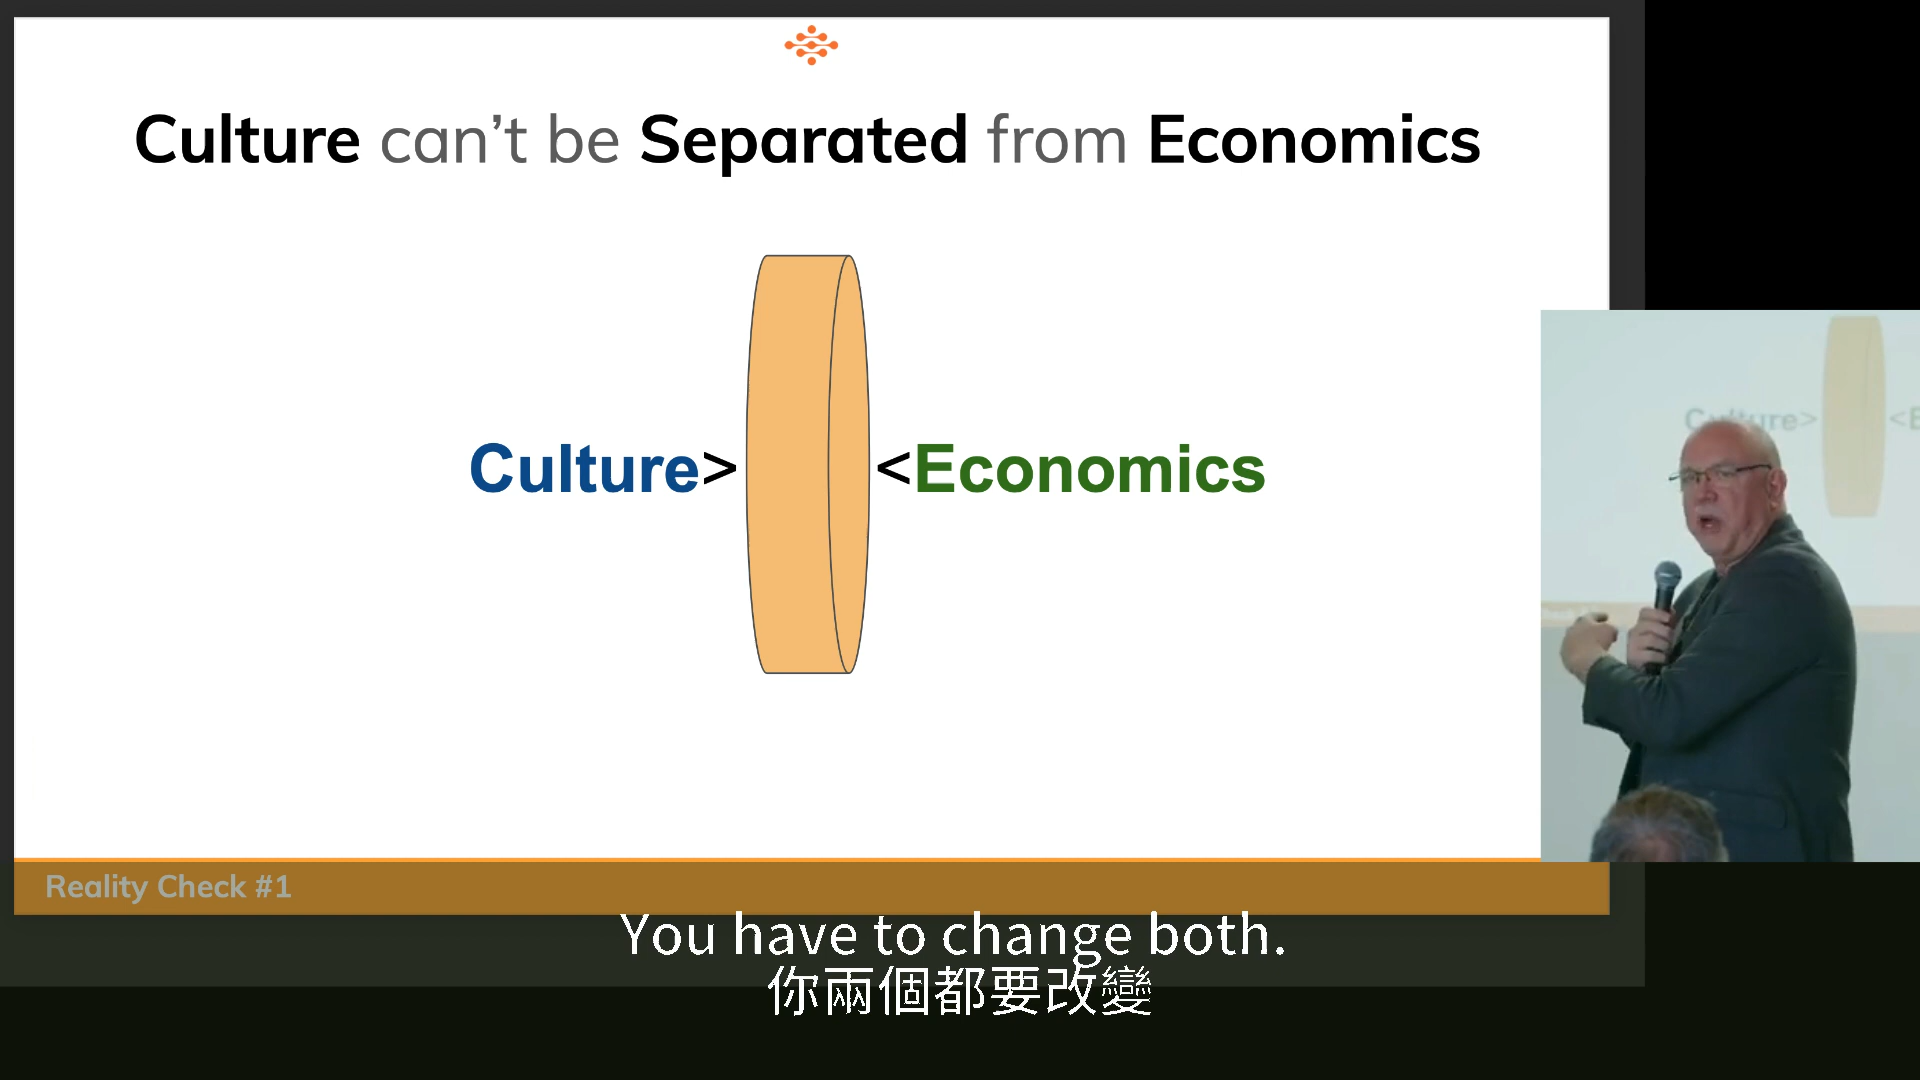 Culture can’t be Separated from Economics
Culture> <Economics
Culture> <E
Reality Check #1
You have to change both.
你兩個都要改變